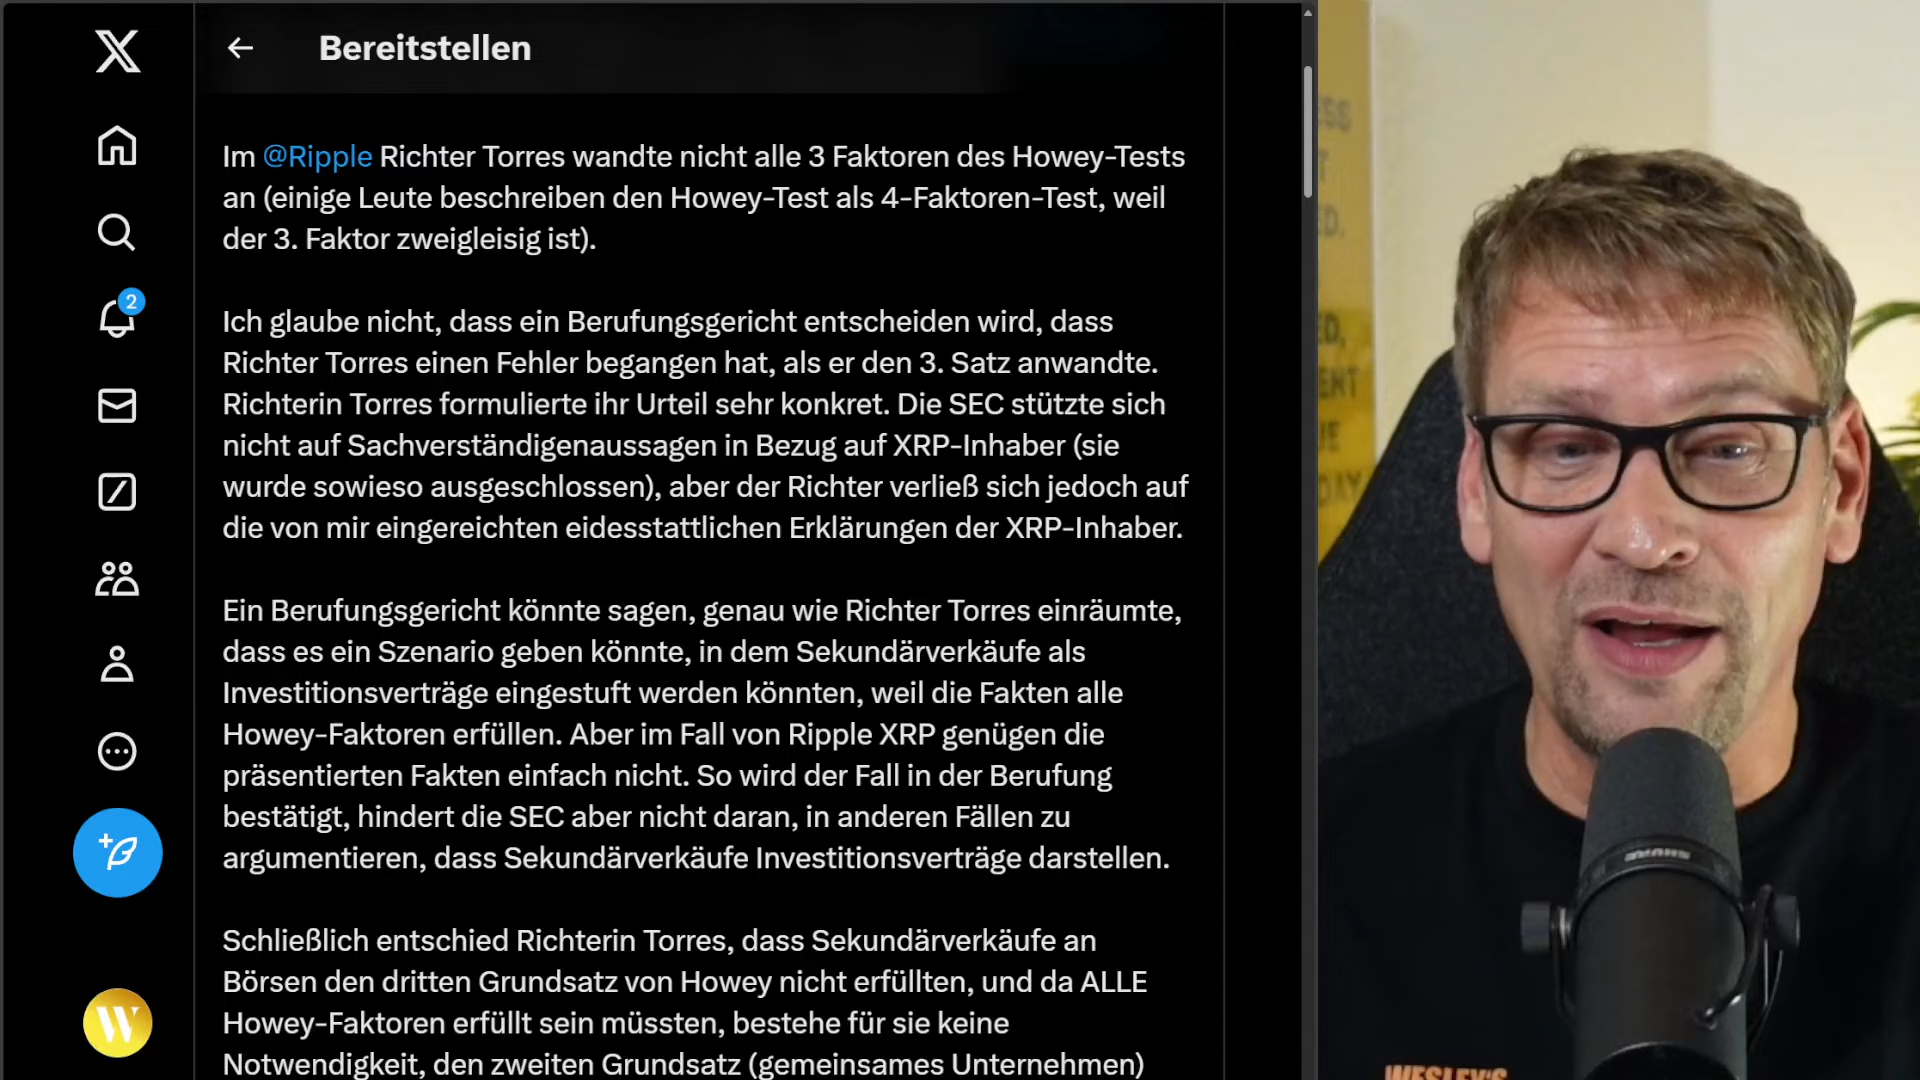 Bereitstellen
Im @Ripple Richter Torres wandte nicht alle 3 Faktoren des Howey-Tests
an (einige Leute beschreiben den Howey-Test als 4-Faktoren-Test, weil
der 3. Faktor zweigleisig ist).
2
Ich glaube nicht, dass ein Berufungsgericht entscheiden wird, dass
Richter Torres einen Fehler begangen hat, als er den 3. Satz anwandte.
Richterin Torres formulierte ihr Urteil sehr konkret. Die SEC stützte sich
nicht auf Sachverständigenaussagen in Bezug auf XRP-Inhaber (sie
wurde sowieso ausgeschlossen), aber der Richter verließ sich jedoch auf
die von mir eingereichten eidesstattlichen Erklärungen der XRP-Inhaber.
Ein Berufungsgericht könnte sagen, genau wie Richter Torres einräumte,
dass es ein Szenario geben könnte, in dem Sekundärverkäufe als
Investitionsverträge eingestuft werden könnten, weil die Fakten alle
Howey-Faktoren erfüllen. Aber im Fall von Ripple XRP genügen die
präsentierten Fakten einfach nicht. So wird der Fall in der Berufung
bestätigt, hindert die SEC aber nicht daran, in anderen Fällen zu
argumentieren, dass Sekundärverkäufe Investitionsverträge darstellen.
Schließlich entschied Richterin Torres, dass Sekundärverkäufe an
Börsen den dritten Grundsatz von Howey nicht erfüllten, und da ALLE
Howey-Faktoren erfüllt sein müssten, bestehe für sie keine
Notwendigkeit, den zweiten Grundsatz (gemeinsames Unternehmen)
W
SHURE
WESLEY'S